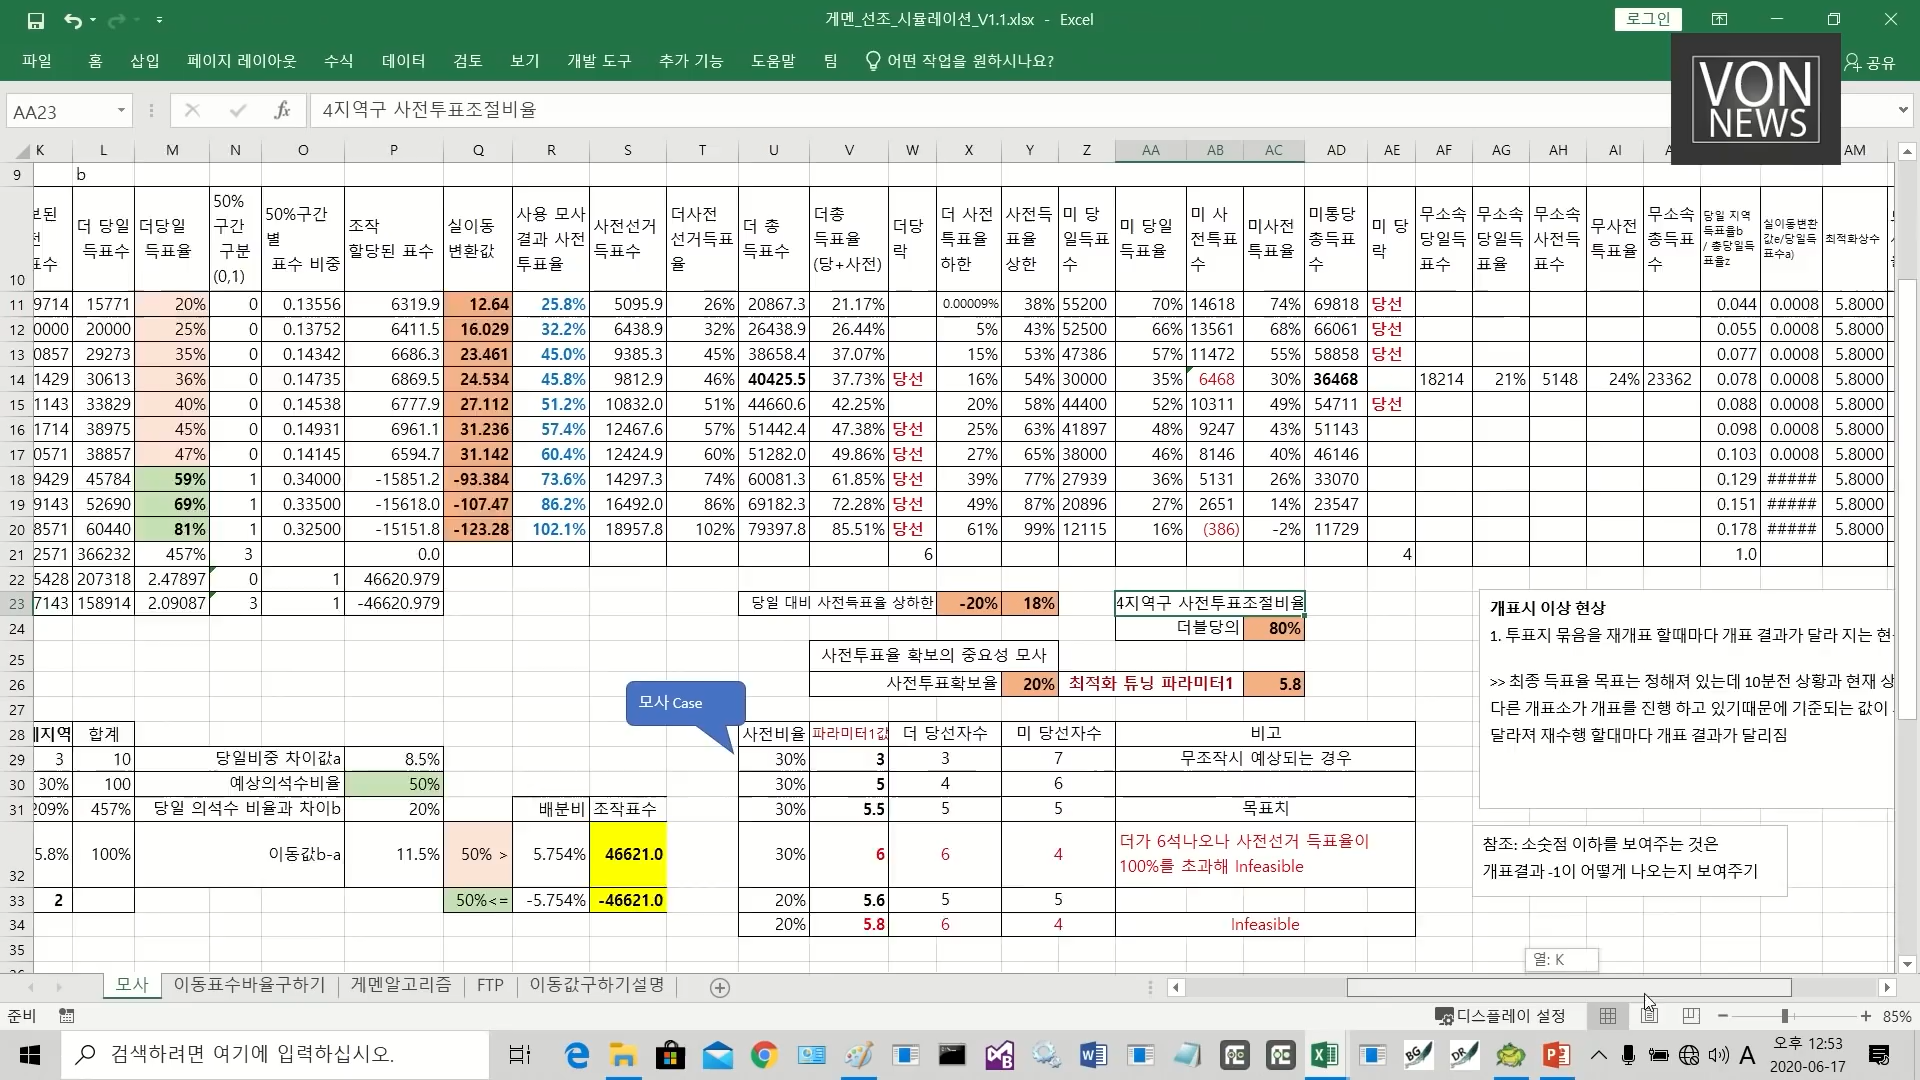 게멘_선조_시뮬레이션_V1.1.xlsx - Excel
로그인
파일 홈 삽입 페이지 레이아웃 수식 데이터 검토 보기 개발 도구 추가 기능 도움말 팀 어떤 작업을 원하시나요? 공유
VON
NEWS
AA23 fx 4지역구 사전투표조절비율
K L M N O P Q R S T U V W X Y Z AA AB AC AD AE AF AG AH AI AM
9 b
10 더 당일 득표수 더당일 득표율 50% 구간 구분 (0,1) 50%구간 별 표수 비중 조작 할당된 표수 실이동 변환값 사용 모사 결과 사전 투표율 사전선거 득표수 더사전 선거득표 율 더 총 득표수 더총 득표율 (당+사전) 더당 락 더 사전 득표율 하한 사전득 표율 상한 미 당 일득표 수 미 당일 득표율 미 사 전득표 수 미사전 득표율 미통당 총득표 수 미 당 락 무소속 당일득 표수 무소속 당일득 표율 무소속 사전득 표수 무사전 득표율 무소속 총득표 수 당일 지역 득표율b / 총당일득 표율z 실이동변환 값e/당일득 표수a) 최적화상수
11 9714 15771 20% 0 0.13556 6319.9 12.64 25.8% 5095.9 26% 20867.3 21.17% 0.00009% 38% 55200 70% 14618 74% 69818 당선 0.044 0.0008 5.8000
12 0000 20000 25% 0 0.13752 6411.5 16.029 32.2% 6438.9 32% 26438.9 26.44% 5% 43% 52500 66% 13561 68% 66061 당선 0.055 0.0008 5.8000
13 0857 29273 35% 0 0.14342 6686.3 23.461 45.0% 9385.3 45% 38658.4 37.07% 15% 53% 47386 57% 11472 55% 58858 당선 0.077 0.0008 5.8000
14 1429 30613 36% 0 0.14735 6869.5 24.534 45.8% 9812.9 46% 40425.5 37.73% 당선 16% 54% 30000 35% 6468 30% 36468 18214 21% 5148 24% 23362 0.078 0.0008 5.8000
15 1143 33829 40% 0 0.14538 6777.9 27.112 51.2% 10832.0 51% 44660.6 42.25% 20% 58% 44400 52% 10311 49% 54711 당선 0.088 0.0008 5.8000
16 1714 38975 45% 0 0.14931 6961.1 31.236 57.4% 12467.6 57% 51442.4 47.38% 당선 25% 63% 41897 48% 9247 43% 51143 0.098 0.0008 5.8000
17 0571 38857 47% 0 0.14145 6594.7 31.142 60.4% 12424.9 60% 51282.0 49.86% 당선 27% 65% 38000 46% 8146 40% 46146 0.103 0.0008 5.8000
18 9429 45784 59% 1 0.34000 -15851.2 -93.384 73.6% 14297.3 74% 60081.3 61.85% 당선 39% 77% 27939 36% 5131 26% 33070 0.129 ##### 5.8000
19 9143 52690 69% 1 0.33500 -15618.0 -107.47 86.2% 16492.0 86% 69182.3 72.28% 당선 49% 87% 20896 27% 2651 14% 23547 0.151 ##### 5.8000
20 8571 60440 81% 1 0.32500 -15151.8 -123.28 102.1% 18957.8 102% 79397.8 85.51% 당선 61% 99% 12115 16% (386) -2% 11729 0.178 ##### 5.8000
21 2571 366232 457% 3 0.0 6 4 1.0
22 5428 207318 2.47897 0 1 46620.979
23 7143 158914 2.09087 3 1 -46620.979 당일 대비 사전득표율 상하한 -20% 18% 4지역구 사전투표조절비율
24 더블당의 80%
25 사전투표율 확보의 중요성 모사
26 사전투표확보율 20% 최적화 튜닝 파라미터1 5.8
27
모사 Case
28 합계 사전비율 파라미터1값 더 당선자수 미 당선자수 비고
29 3 10 당일비중 차이값a 8.5% 30% 3 3 7 무조작시 예상되는 경우
30 30% 100 예상의석수비율 50% 30% 5 4 6
31 209% 457% 당일 의석수 비율과 차이b 20% 배분비 조작표수 30% 5.5 5 5 목표치
32 5.8% 100% 이동값b-a 11.5% 50% > 5.754% 46621.0 30% 6 6 4 더가 6석나오나 사전선거 득표율이 100%를 초과해 Infeasible
33 2 50%<= -5.754% -46621.0 20% 5.6 5 5
34 20% 5.8 6 4 Infeasible
35
개표시 이상 현상
1. 투표지 묶음을 재개표 할때마다 개표 결과가 달라 지는 현
>> 최종 득표율 목표는 정해져 있는데 10분전 상황과 현재 상
다른 개표소가 개표를 진행 하고 있기때문에 기준되는 값이
달라져 재수행 할대마다 개표 결과가 달리짐
참조: 소숫점 이하를 보여주는 것은
개표결과 -1이 어떻게 나오는지 보여주기
열: K
모사 이동표수바율구하기 게멘알고리즘 FTP 이동값구하기설명
준비 디스플레이 설정 85%
검색하려면 여기에 입력하십시오. A 오후 12:53
2020-06-17